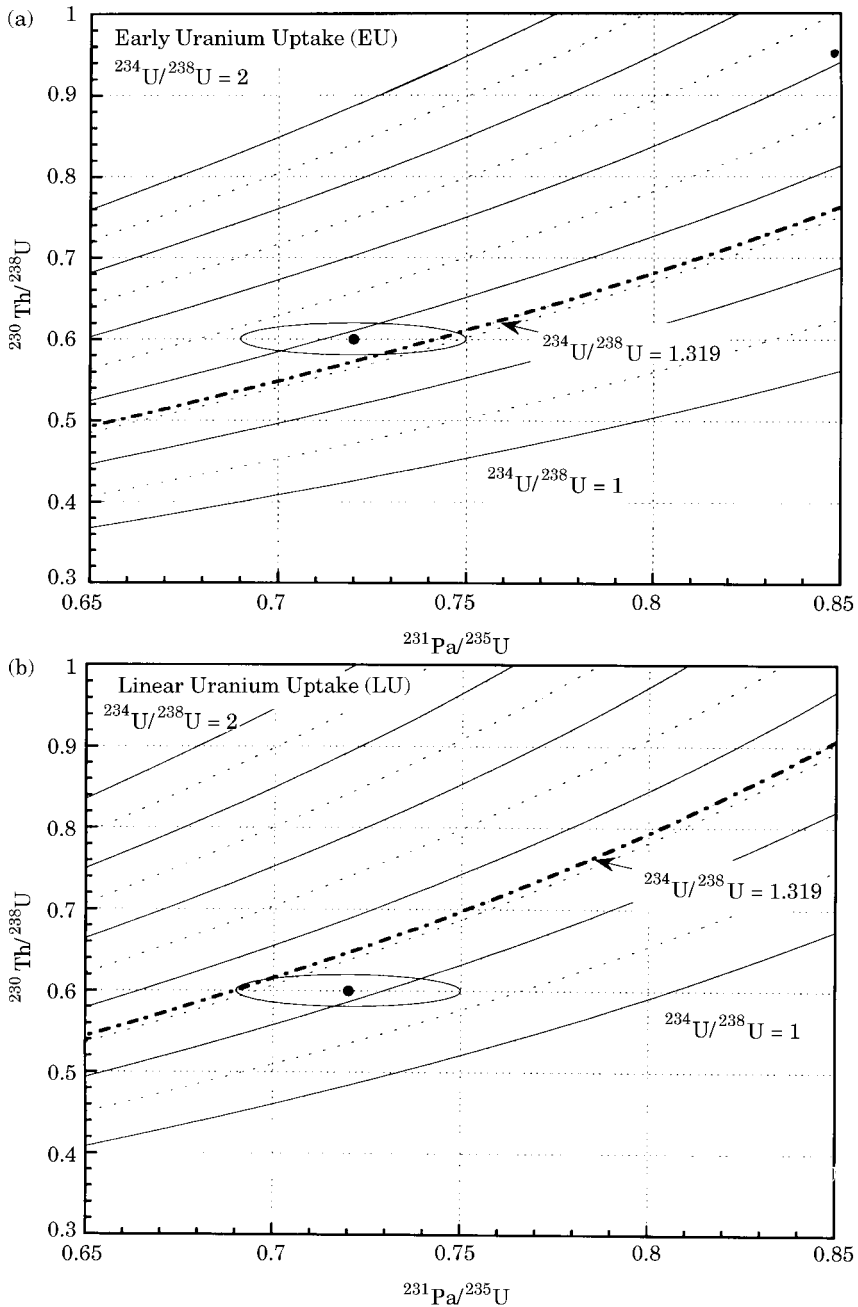 (a)
Early Uranium Uptake (EU)
²³⁴U/²³⁸U = 2
1
0.9
0.8
0.7
0.6
0.5
0.4
0.3
²³⁰Th/²³⁸U
²³⁴U/²³⁸U = 1.319
²³⁴U/²³⁸U = 1
0.65 0.7 0.75 0.8 0.85
²³¹Pa/²³⁵U
(b)
Linear Uranium Uptake (LU)
²³⁴U/²³⁸U = 2
1
0.9
0.8
0.7
0.6
0.5
0.4
0.3
²³⁰Th/²³⁸U
²³⁴U/²³⁸U = 1.319
²³⁴U/²³⁸U = 1
0.65 0.7 0.75 0.8 0.85
²³¹Pa/²³⁵U